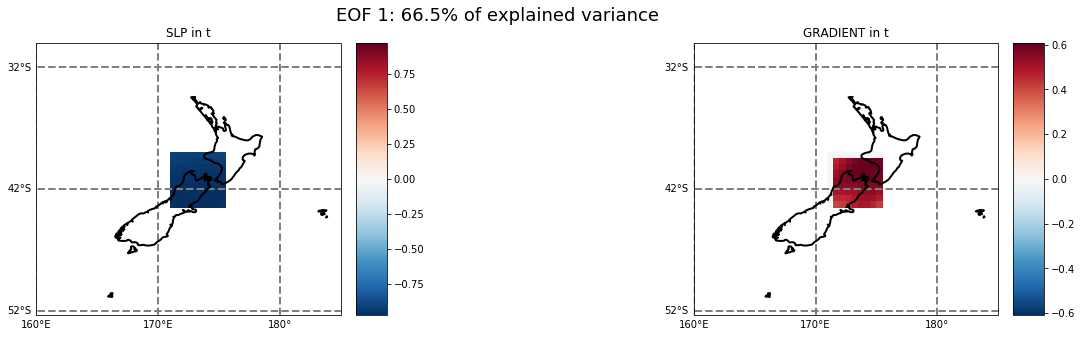 EOF 1: 66.5% of explained variance
SLP in t
32°S
42°S
52°S
160°E
170°E
180°
0.75
0.50
0.25
0.00
−0.25
−0.50
−0.75
GRADIENT in t
32°S
42°S
52°S
160°E
170°E
180°
0.6
0.4
0.2
0.0
−0.2
−0.4
−0.6